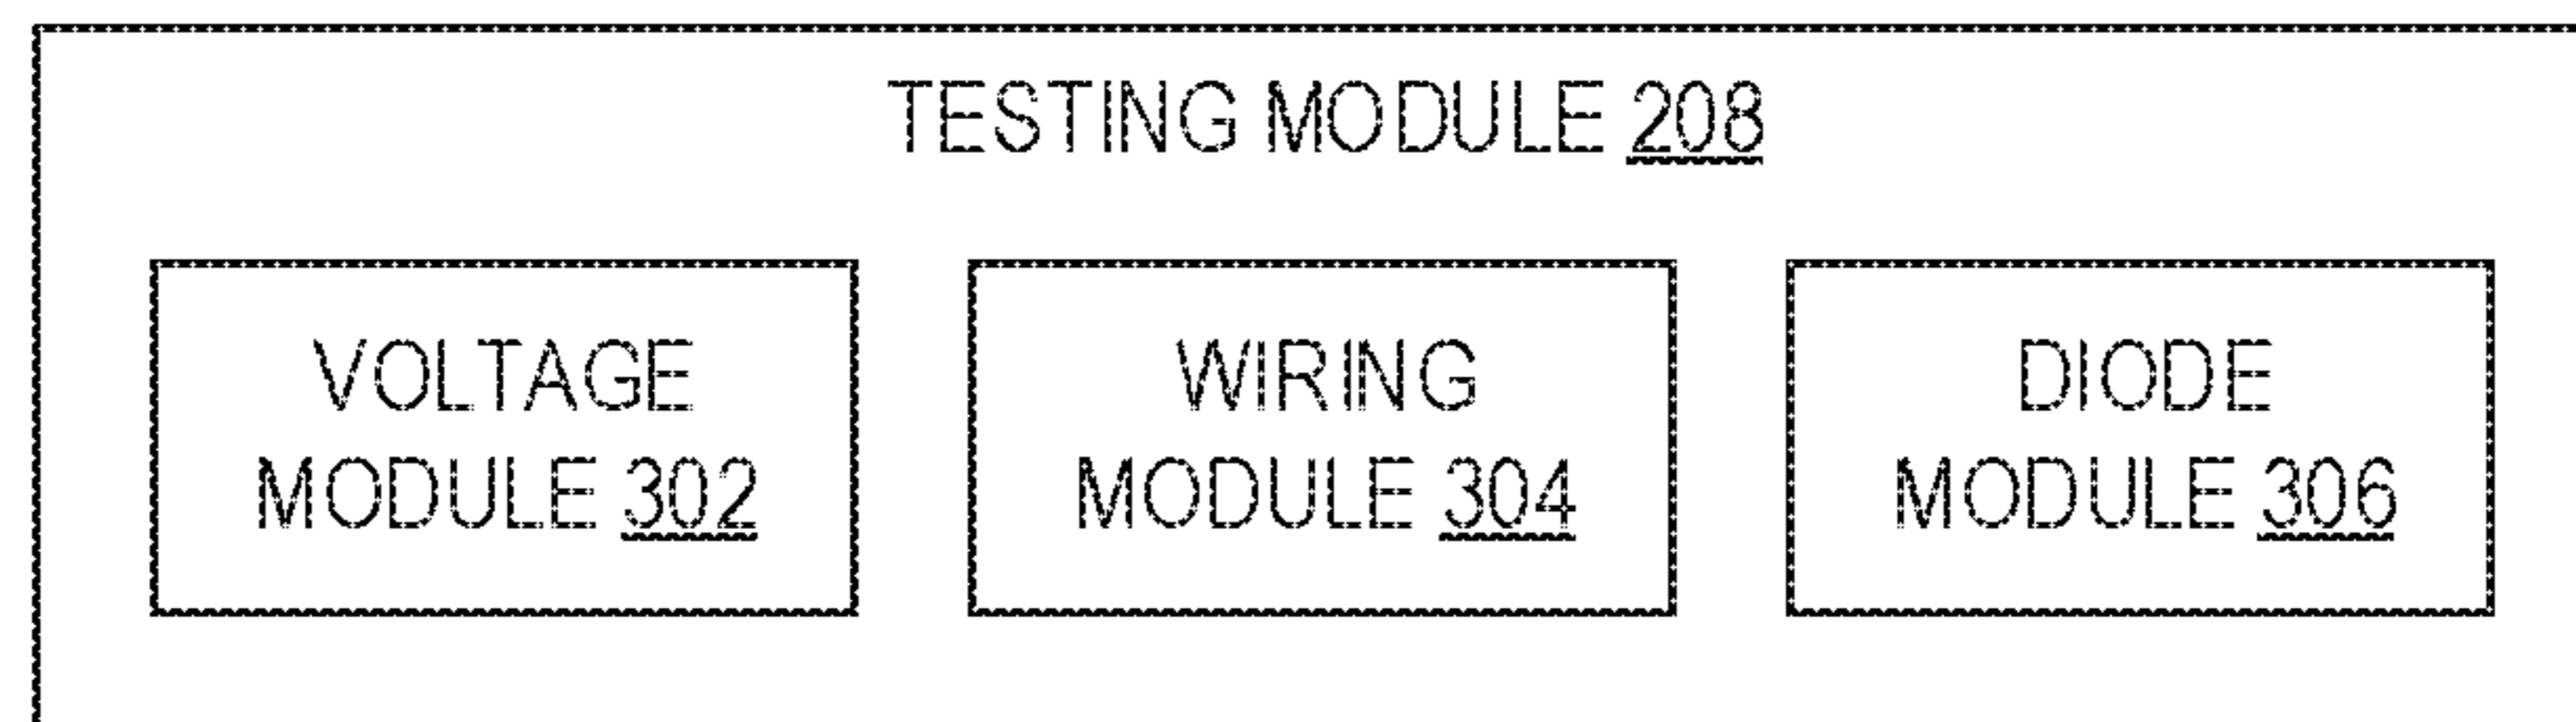 TESTING MODULE 208
VOLTAGE
MODULE 302
WIRING
MODULE 304
DIODE
MODULE 306